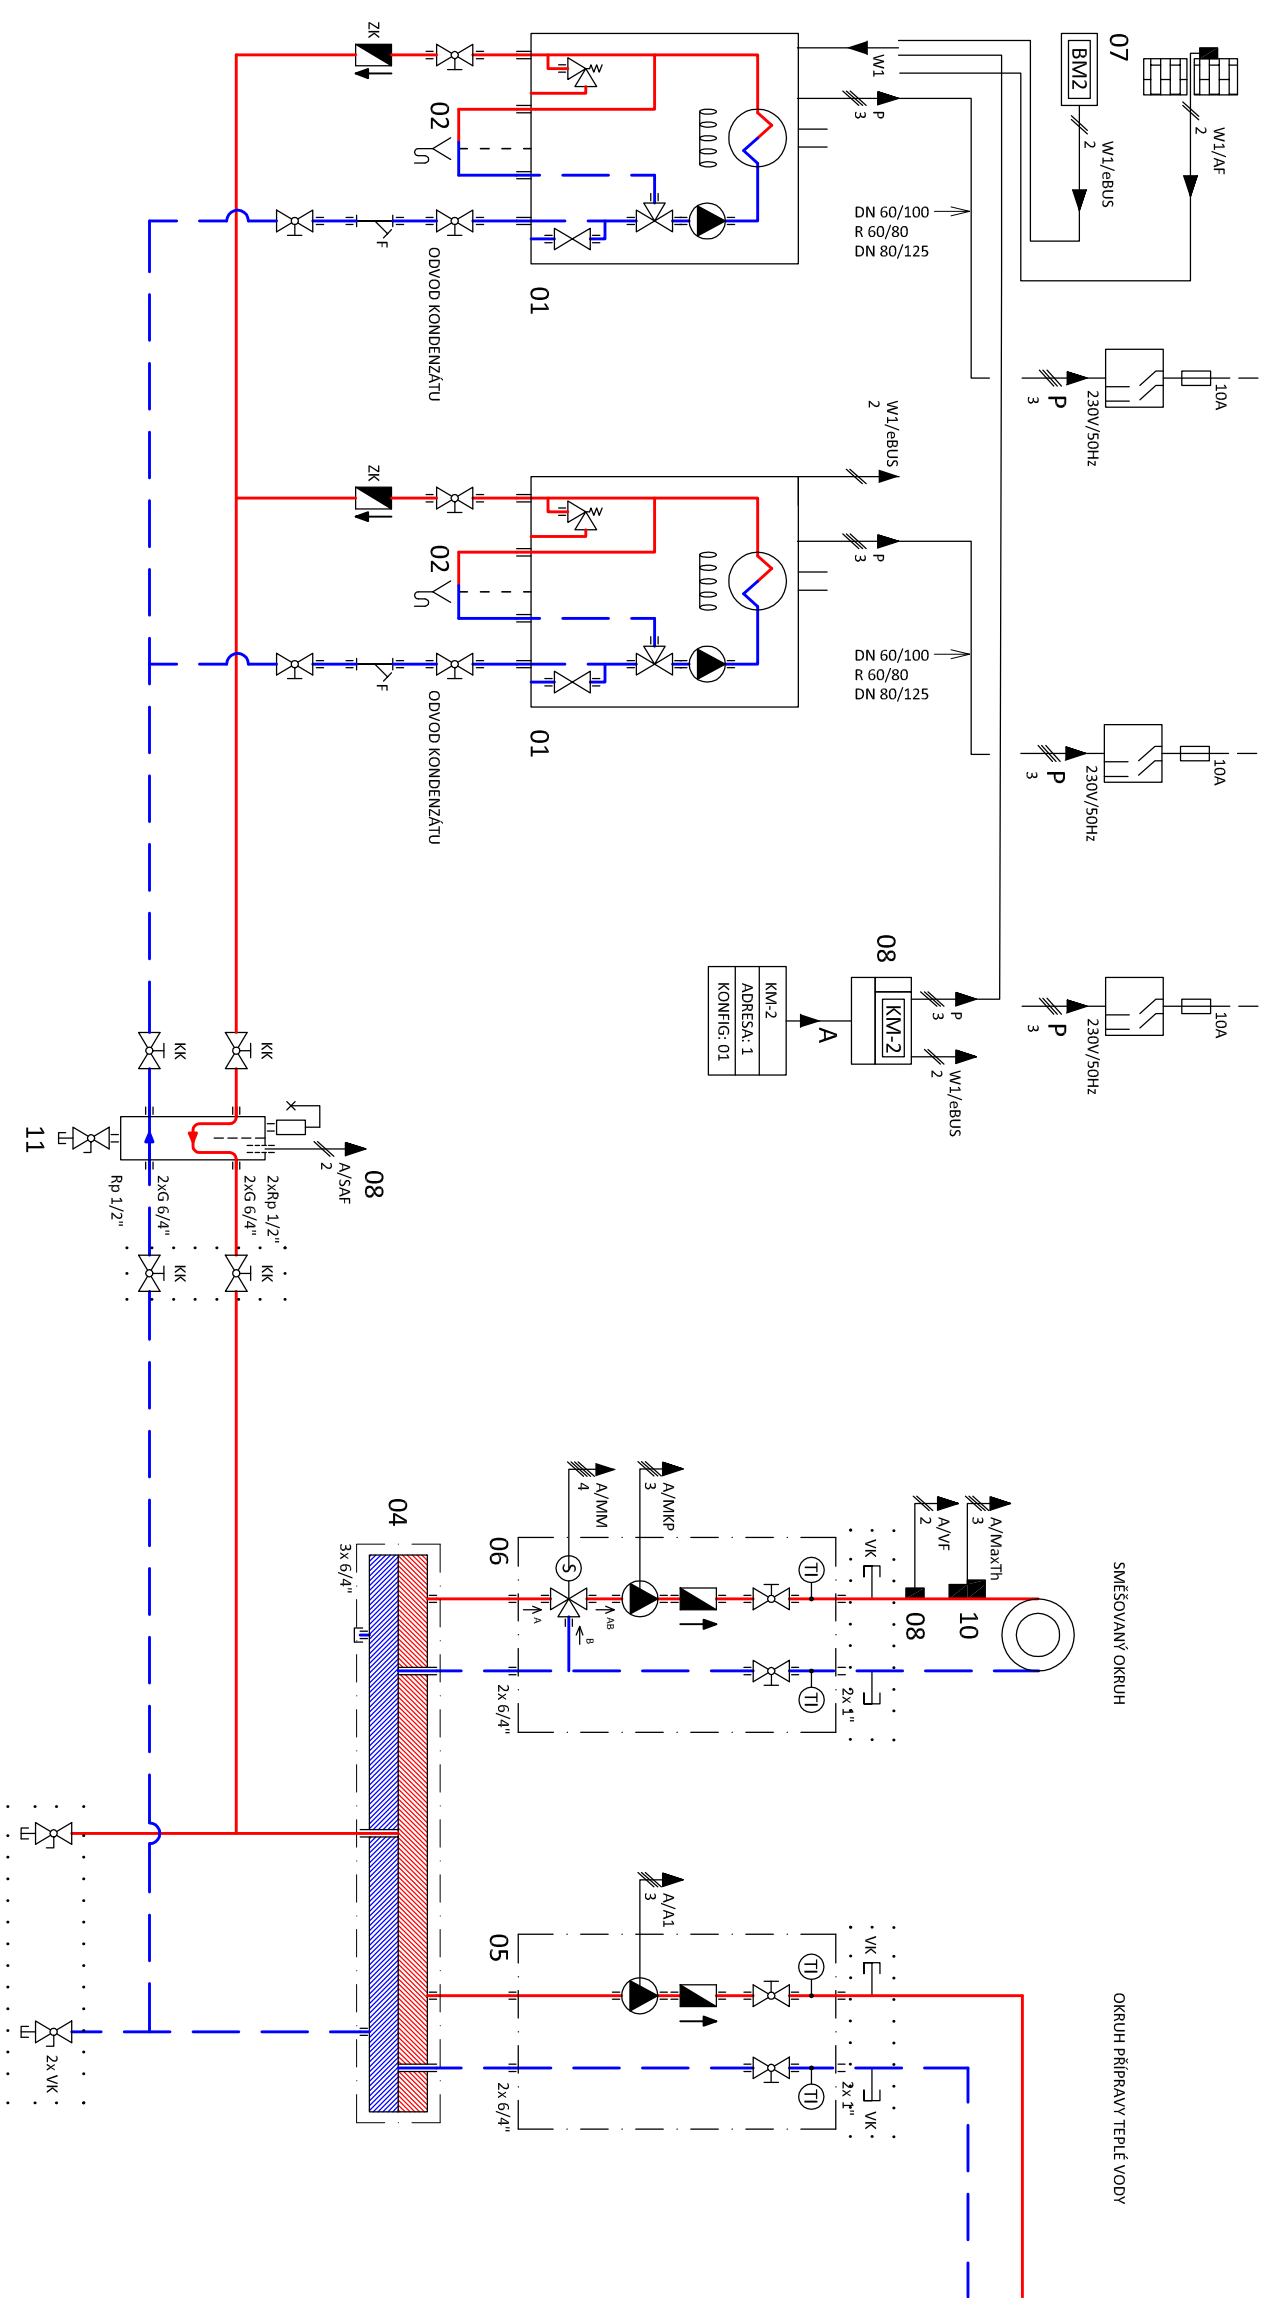 07
BM2
2
W1/AF
2
W1/eBUS
W1
3
P
DN 60/100
R 60/80
DN 80/125
10A
230V/50Hz
P
3
ZK
02
F
ODVOD KONDENZÁTU
01
W1/eBUS
2
3
P
DN 60/100
R 60/80
DN 80/125
10A
230V/50Hz
P
3
ZK
02
F
ODVOD KONDENZÁTU
01
08
KM-2
KM-2
ADRESA: 1
KONFIG: 01
A
3
P
2
W1/eBUS
10A
230V/50Hz
P
3
KK
KK
11
08
A/SAF
2
2xRp 1/2"
2xG 6/4"
2xG 6/4"
Rp 1/2"
KK
KK
SMĚŠOVANÝ OKRUH
A/MaxTh
3
A/VF
2
10
08
VK
A/MKP
3
A/MM
4
S
TI
TI
A
AB
B
06
2x 6/4"
2x 1"
04
3x 6/4"
OKRUH PŘÍPRAVY TEPLÉ VODY
A/A1
3
VK
VK
TI
TI
05
2x 6/4"
2x 1"
2x VK